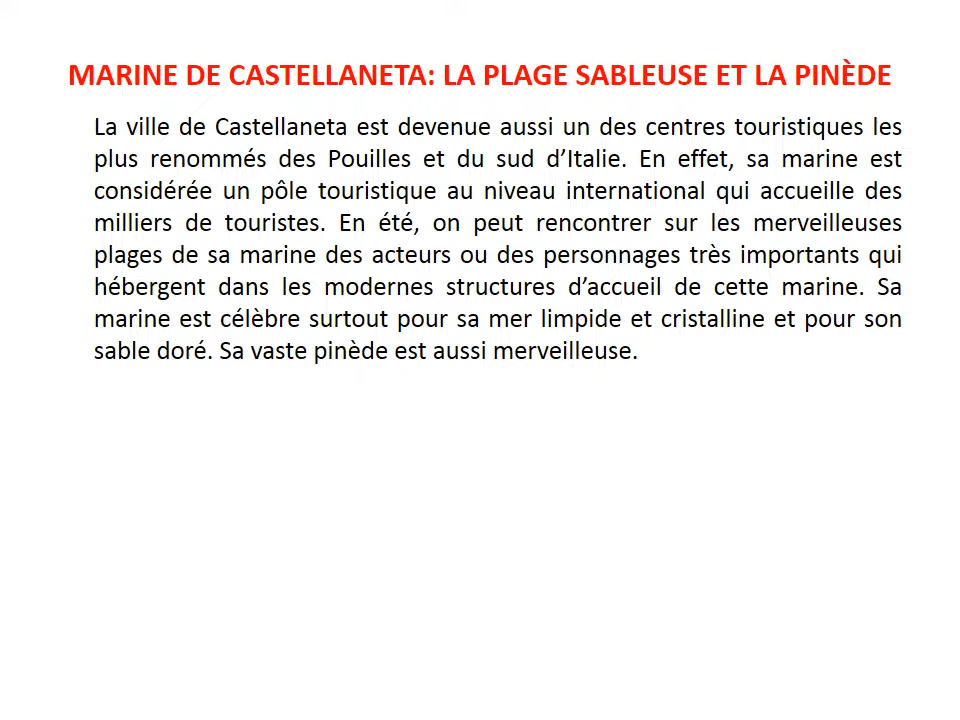 MARINE DE CASTELLANETA: LA PLAGE SABLEUSE ET LA PINÈDE
La ville de Castellaneta est devenue aussi un des centres touristiques les
plus renommés des Pouilles et du sud d’Italie. En effet, sa marine est
considérée un pôle touristique au niveau international qui accueille des
milliers de touristes. En été, on peut rencontrer sur les merveilleuses
plages de sa marine des acteurs ou des personnages très importants qui
hébergent dans les modernes structures d’accueil de cette marine. Sa
marine est célèbre surtout pour sa mer limpide et cristalline et pour son
sable doré. Sa vaste pinède est aussi merveilleuse.